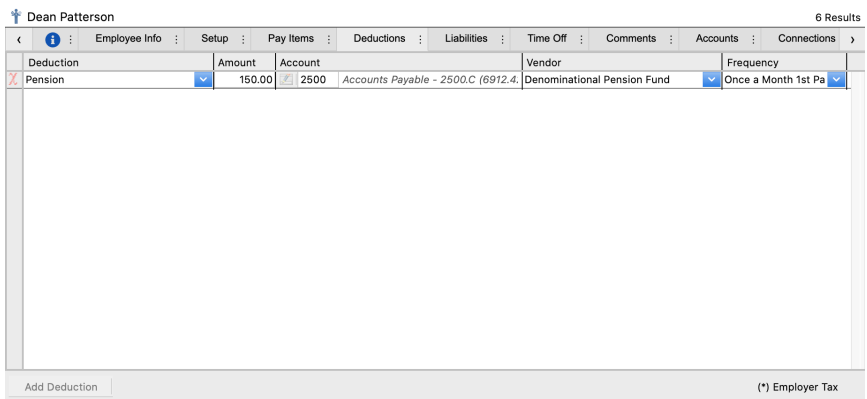 Dean Patterson
6 Results
Employee Info Setup Pay Items Deductions Liabilities Time Off Comments Accounts Connections
Deduction Amount Account Vendor Frequency
Pension 150.00 2500 Accounts Payable - 2500.C (6912.4. Denominational Pension Fund Once a Month 1st Pa
Add Deduction
(*) Employer Tax